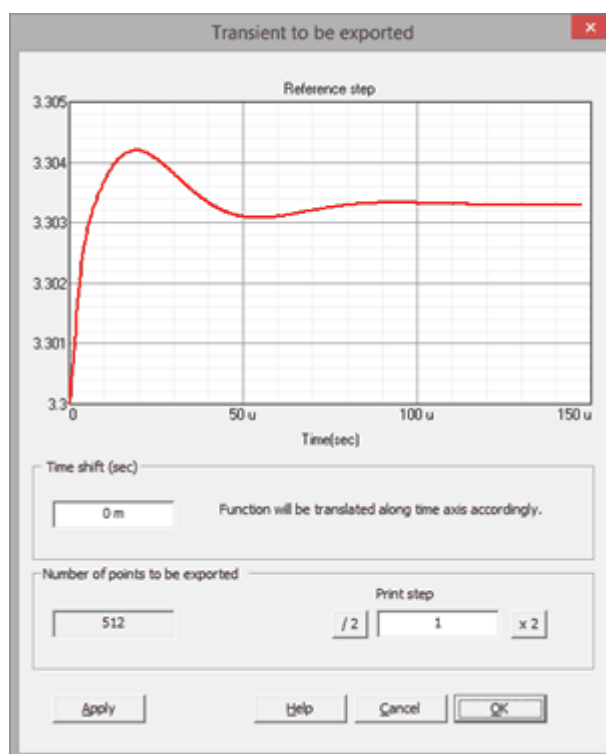 Transient to be exported
Reference step
3.305
3.304
3.303
3.302
3.301
3.3
0 50 u 100 u 150 u
Time(sec)
Time shift (sec)
0 m Function will be translated along time axis accordingly.
Number of points to be exported
Print step
512 / 2 1 x 2
Apply Help Cancel OK